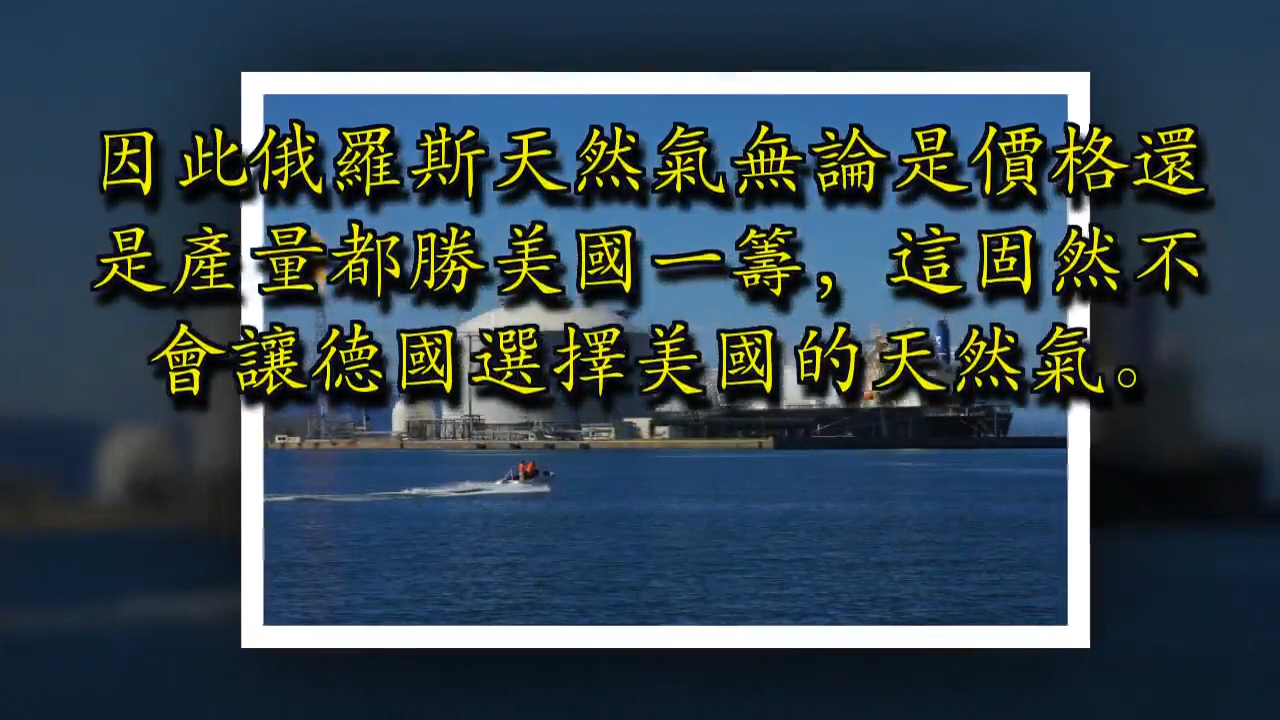 因此俄羅斯天然氣無論是價格還
是產量都勝美國一籌，這固然不
會讓德國選擇美國的天然氣。